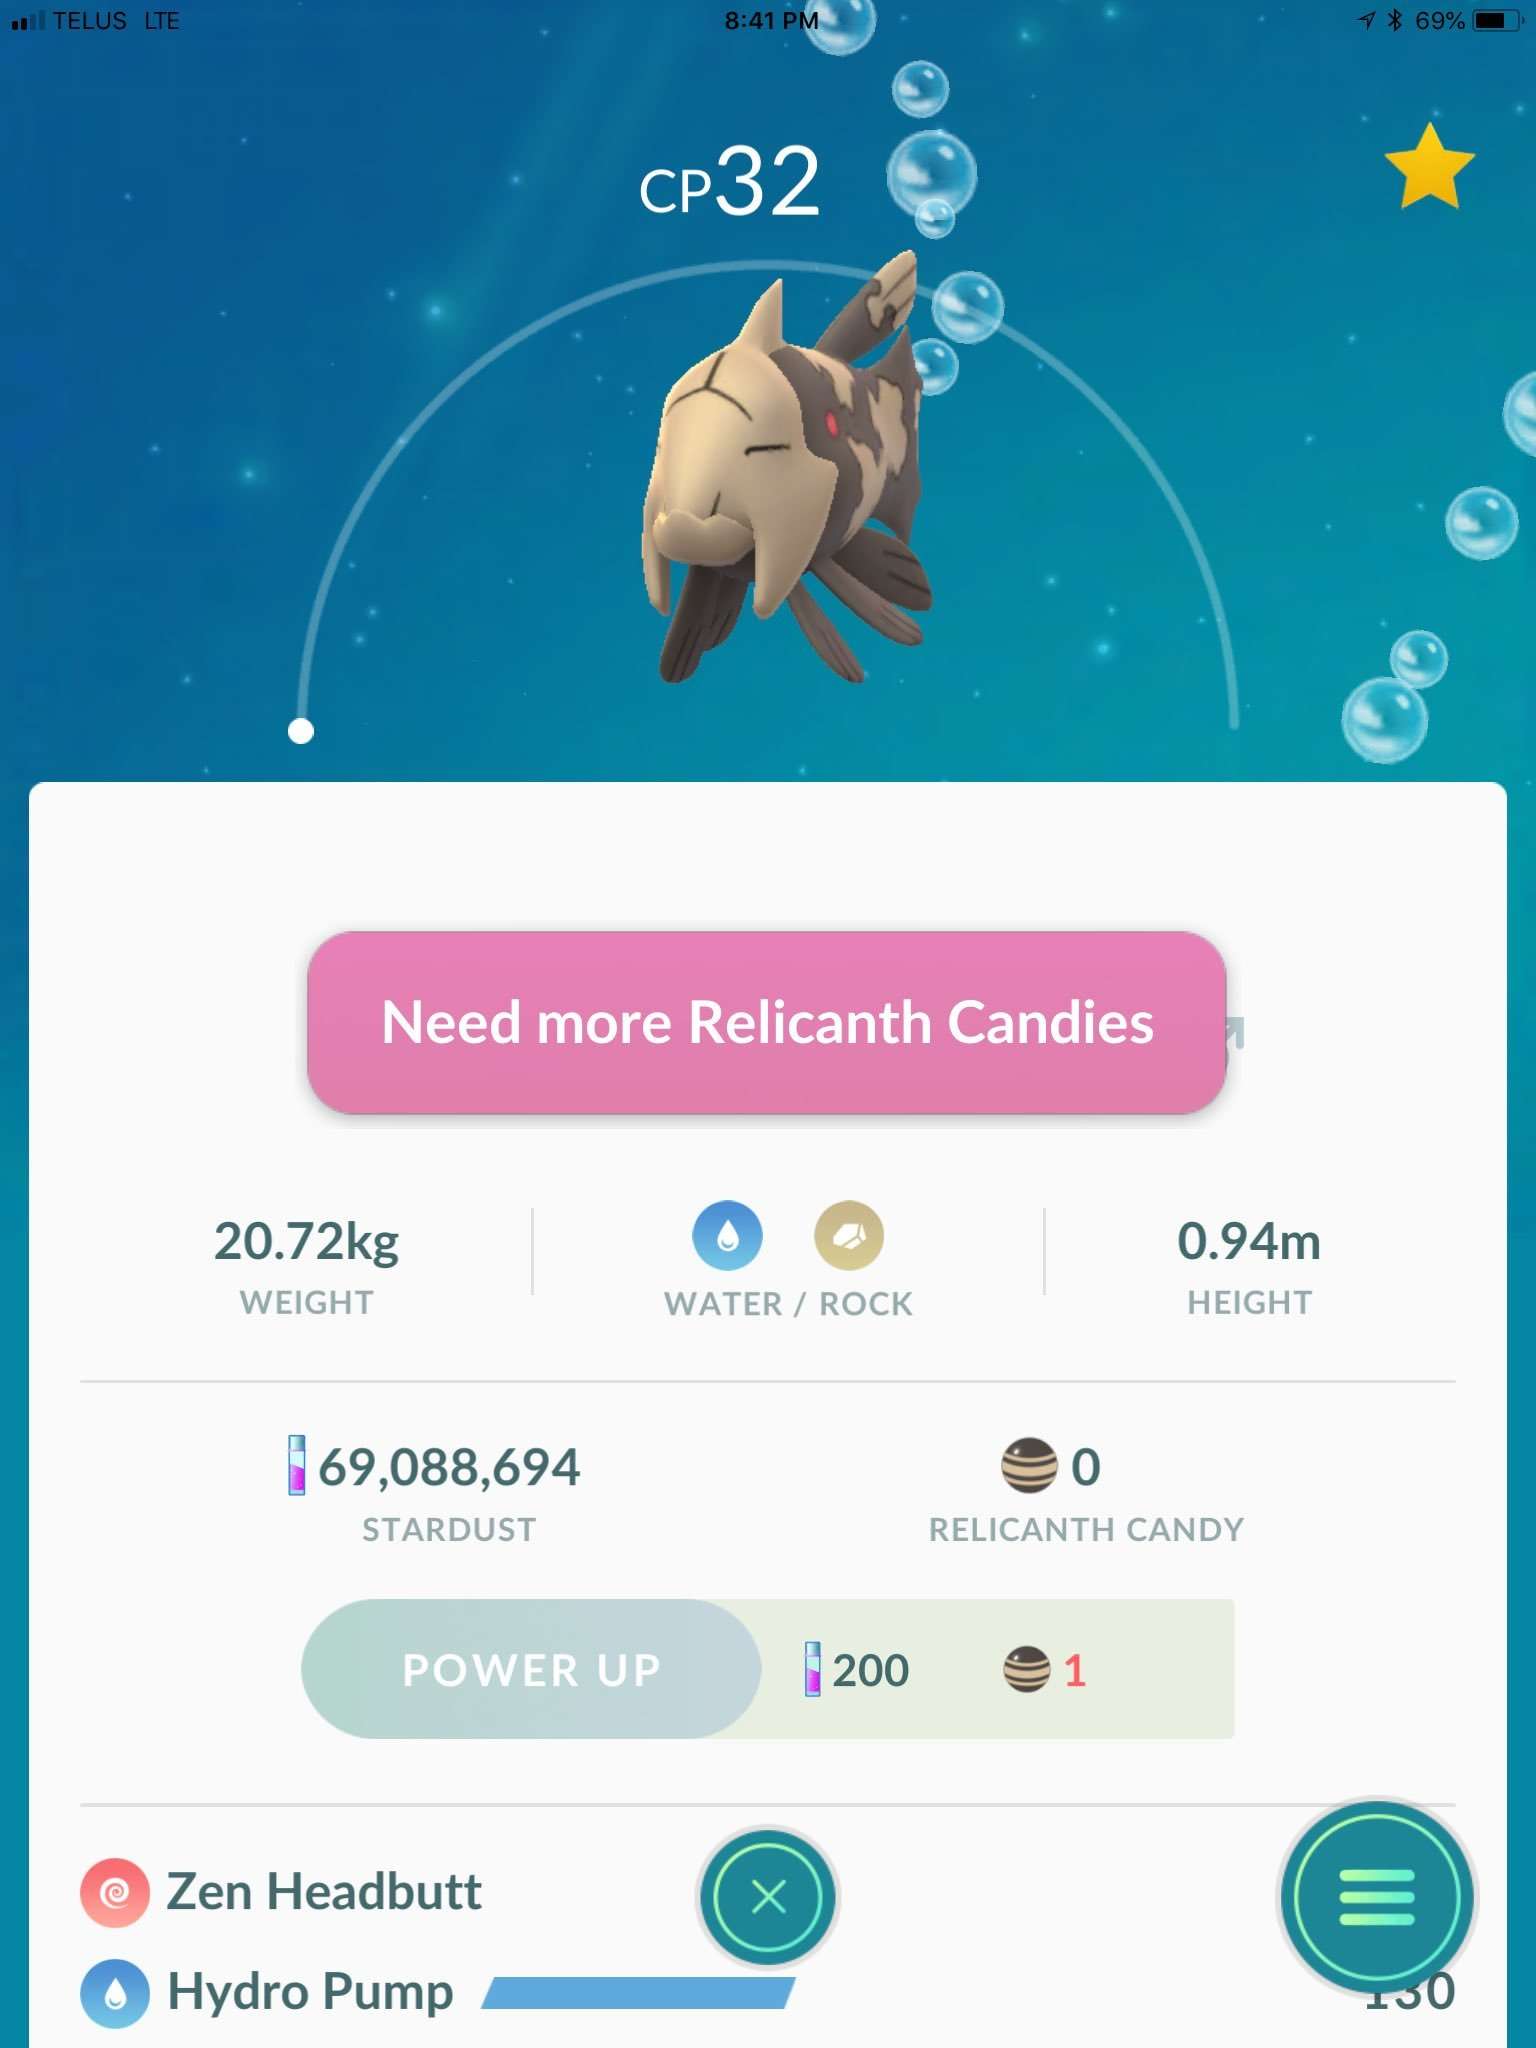 TELUS LTE
8:41 PM
69%
CP32
Need more Relicanth Candies
20.72kg
WEIGHT
WATER / ROCK
0.94m
HEIGHT
69,088,694
STARDUST
0
RELICANTH CANDY
POWER UP
200
1
Zen Headbutt
Hydro Pump
130